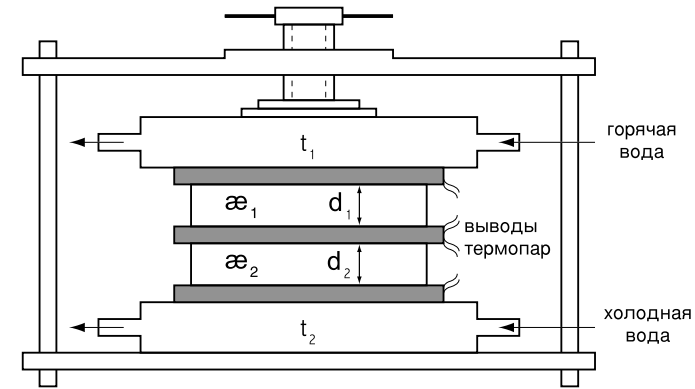 t₁
горячая
вода
æ₁ d₁
выводы
термопар
æ₂ d₂
t₂
холодная
вода